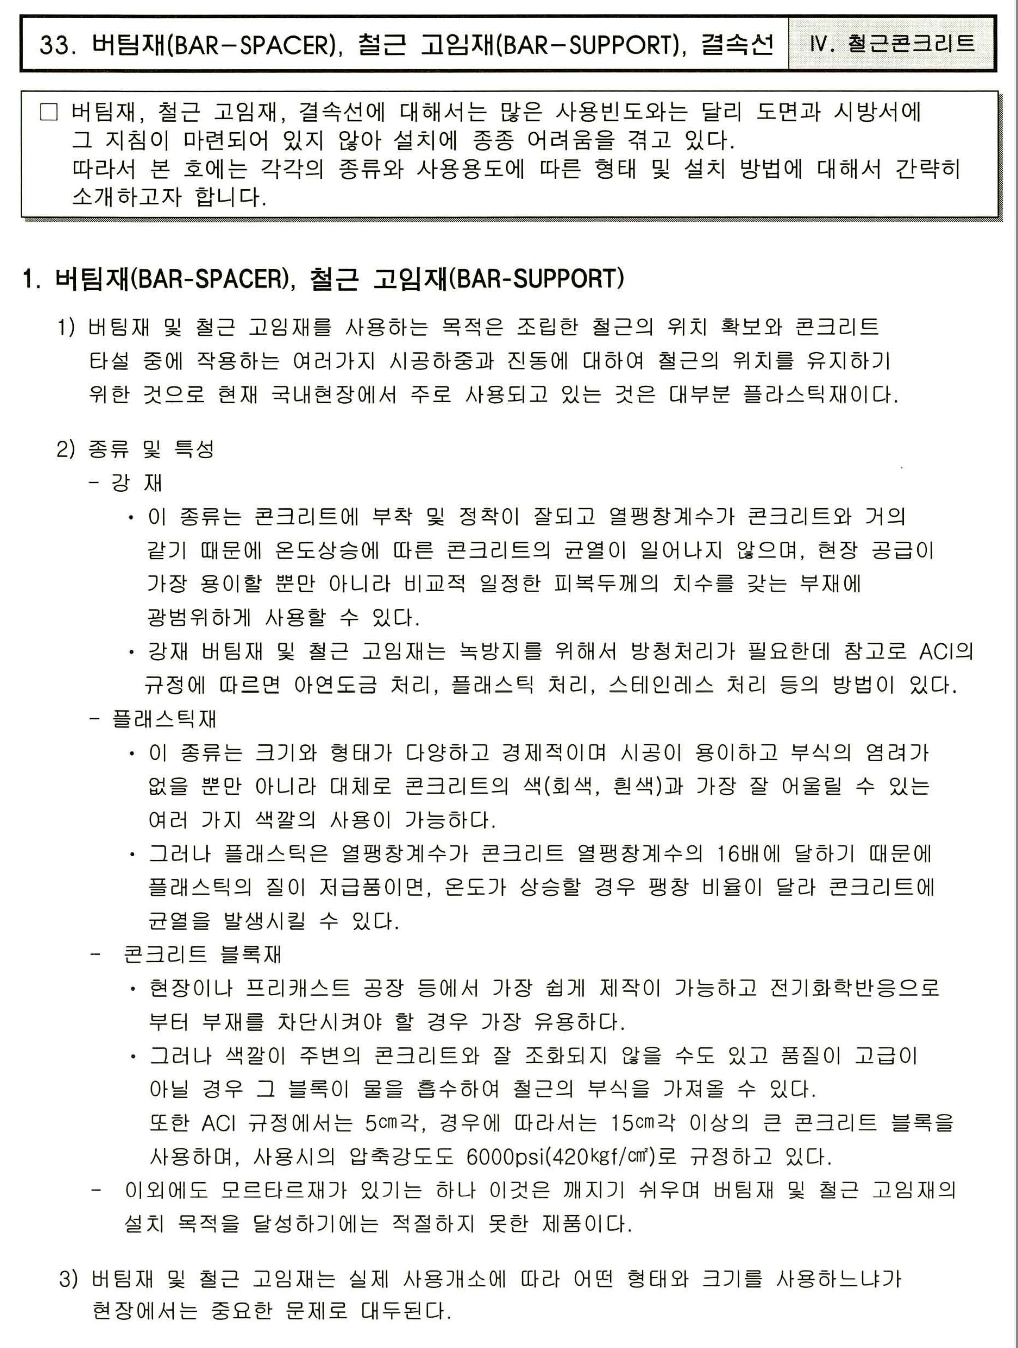 33. 버팀재(BAR-SPACER), 철근 고임재(BAR-SUPPORT), 결속선
Ⅳ. 철근콘크리트
□ 버팀재, 철근 고임재, 결속선에 대해서는 많은 사용빈도와는 달리 도면과 시방서에
그 지침이 마련되어 있지 않아 설치에 종종 어려움을 겪고 있다.
따라서 본 호에는 각각의 종류와 사용용도에 따른 형태 및 설치 방법에 대해서 간략히
소개하고자 합니다.
1. 버팀재(BAR-SPACER), 철근 고임재(BAR-SUPPORT)
1) 버팀재 및 철근 고임재를 사용하는 목적은 조립한 철근의 위치 확보와 콘크리트
타설 중에 작용하는 여러가지 시공하중과 진동에 대하여 철근의 위치를 유지하기
위한 것으로 현재 국내현장에서 주로 사용되고 있는 것은 대부분 플라스틱재이다.
2) 종류 및 특성
- 강 재
· 이 종류는 콘크리트에 부착 및 정착이 잘되고 열팽창계수가 콘크리트와 거의
같기 때문에 온도상승에 따른 콘크리트의 균열이 일어나지 않으며, 현장 공급이
가장 용이할 뿐만 아니라 비교적 일정한 피복두께의 치수를 갖는 부재에
광범위하게 사용할 수 있다.
· 강재 버팀재 및 철근 고임재는 녹방지를 위해서 방청처리가 필요한데 참고로 ACI의
규정에 따르면 아연도금 처리, 플래스틱 처리, 스테인레스 처리 등의 방법이 있다.
- 플래스틱재
· 이 종류는 크기와 형태가 다양하고 경제적이며 시공이 용이하고 부식의 염려가
없을 뿐만 아니라 대체로 콘크리트의 색(회색, 흰색)과 가장 잘 어울릴 수 있는
여러 가지 색깔의 사용이 가능하다.
· 그러나 플래스틱은 열팽창계수가 콘크리트 열팽창계수의 16배에 달하기 때문에
플래스틱의 질이 저급품이면, 온도가 상승할 경우 팽창 비율이 달라 콘크리트에
균열을 발생시킬 수 있다.
- 콘크리트 블록재
· 현장이나 프리캐스트 공장 등에서 가장 쉽게 제작이 가능하고 전기화학반응으로
부터 부재를 차단시켜야 할 경우 가장 유용하다.
· 그러나 색깔이 주변의 콘크리트와 잘 조화되지 않을 수도 있고 품질이 고급이
아닐 경우 그 블록이 물을 흡수하여 철근의 부식을 가져올 수 있다.
또한 ACI 규정에서는 5㎝각, 경우에 따라서는 15㎝각 이상의 큰 콘크리트 블록을
사용하며, 사용시의 압축강도도 6000psi(420kgf/㎠)로 규정하고 있다.
- 이외에도 모르타르재가 있기는 하나 이것은 깨지기 쉬우며 버팀재 및 철근 고임재의
설치 목적을 달성하기에는 적절하지 못한 제품이다.
3) 버팀재 및 철근 고임재는 실제 사용개소에 따라 어떤 형태와 크기를 사용하느냐가
현장에서는 중요한 문제로 대두된다.